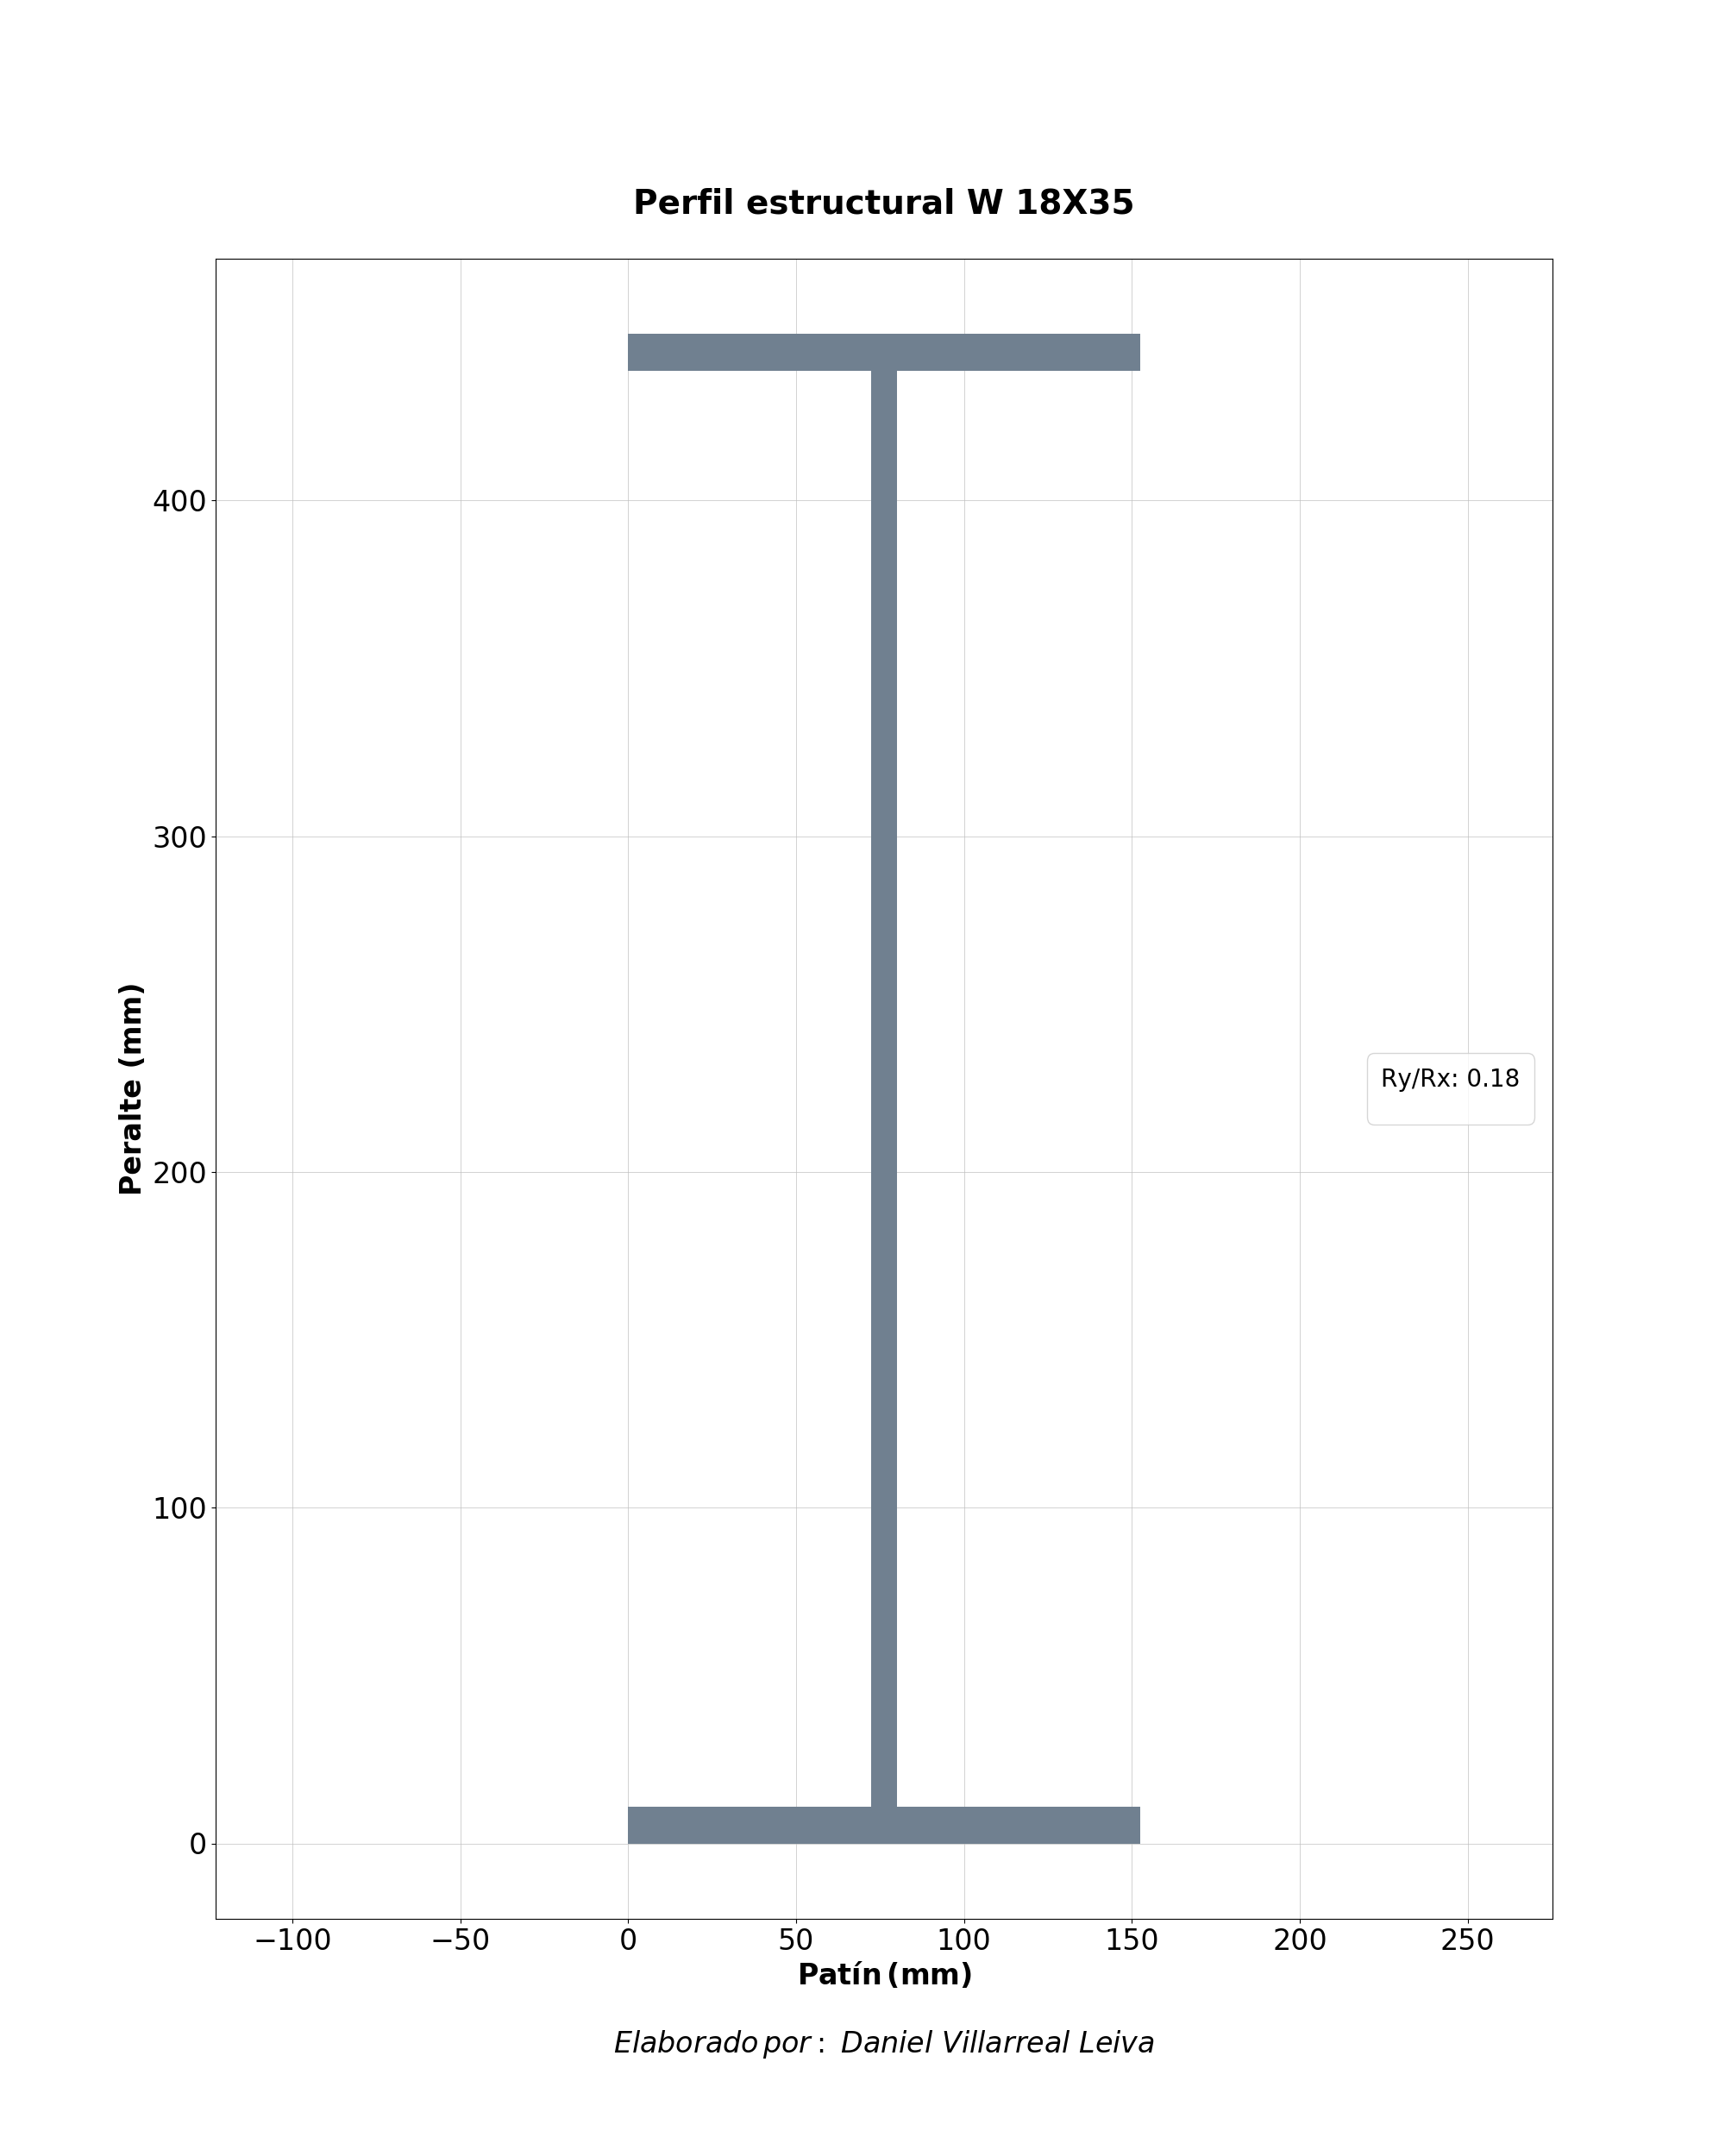 Perfil estructural W 18X35
400
300
200
100
0
Peralte (mm)
Ry/Rx: 0.18
−100 −50 0 50 100 150 200 250
Patín (mm)
Elaborado por: Daniel Villarreal Leiva